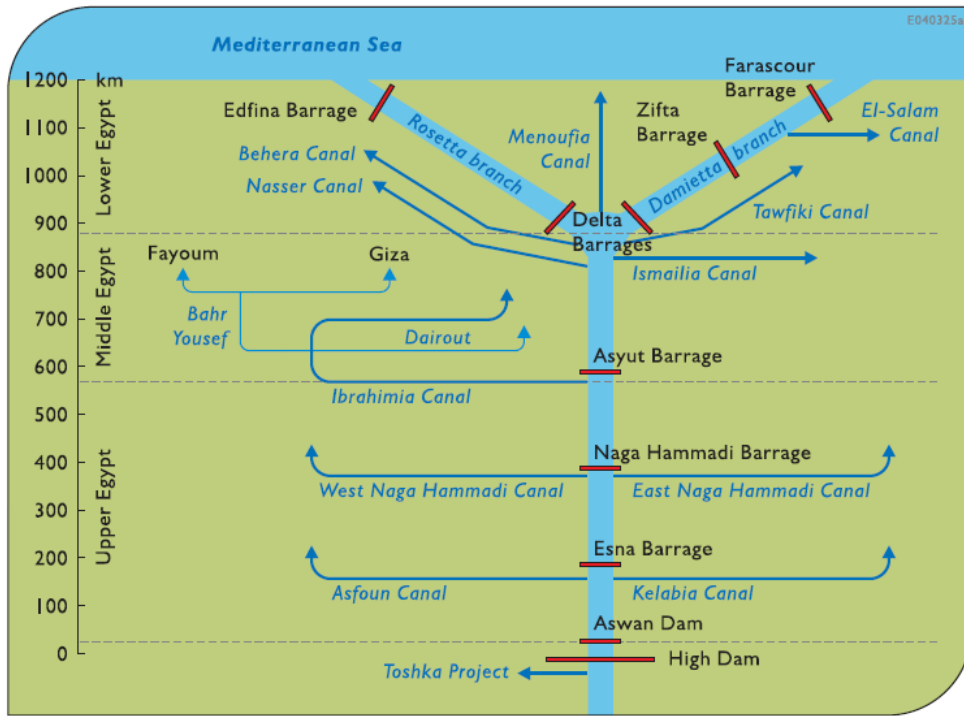 E040325a
Mediterranean Sea
1200 km
Farascour
Barrage
Edfina Barrage
Zifta
Barrage
El-Salam
Canal
1100
Menoufia
Canal
Rosetta branch
Damietta branch
Behera Canal
Nasser Canal
1000
Lower Egypt
Tawfiki Canal
900
Delta
Barrages
Fayoum
Giza
800
Ismailia Canal
Middle Egypt
700
Bahr
Yousef
Dairout
600
Asyut Barrage
Ibrahimia Canal
500
400
Naga Hammadi Barrage
West Naga Hammadi Canal
East Naga Hammadi Canal
Upper Egypt
300
200
Esna Barrage
Asfoun Canal
Kelabia Canal
100
Aswan Dam
0
High Dam
Toshka Project